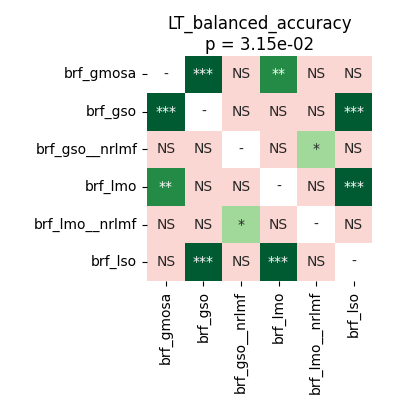 LT_balanced_accuracy
p = 3.15e-02
brf_gmosa - *** NS ** NS NS
brf_gso *** - NS NS NS ***
brf_gso__nrlmf NS NS - NS * NS
brf_lmo ** NS NS - NS ***
brf_lmo__nrlmf NS NS * NS - NS
brf_lso NS *** NS *** NS -
brf_gmosa
brf_gso
brf_gso__nrlmf
brf_lmo
brf_lmo__nrlmf
brf_lso